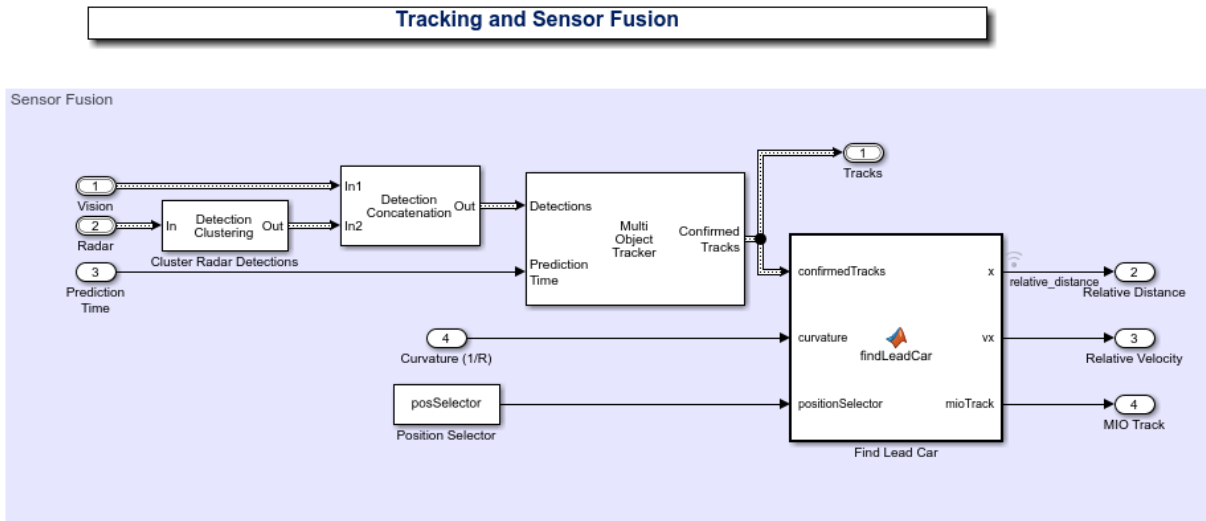 Tracking and Sensor Fusion
Sensor Fusion
1
Vision
2
Radar
3
Prediction
Time
In
Detection
Clustering
Out
Cluster Radar Detections
In1
In2
Detection
Concatenation
Out
Detections
Prediction
Time
Multi
Object
Tracker
Confirmed
Tracks
1
Tracks
4
Curvature (1/R)
posSelector
Position Selector
confirmedTracks
curvature
positionSelector
findLeadCar
x
vx
mioTrack
Find Lead Car
relative_distance
2
Relative Distance
3
Relative Velocity
4
MIO Track